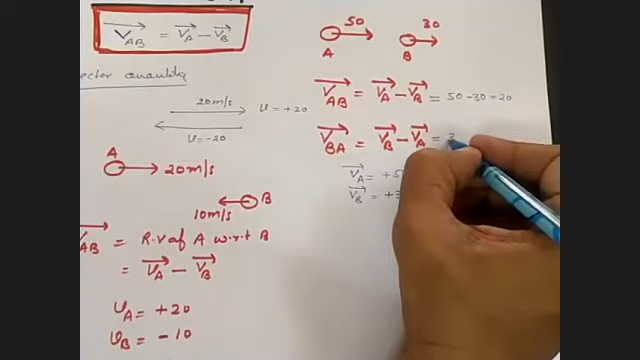 V_AB = V_A - V_B
ector quantity
20m/s
u = +20
u = -20
A
20m/s
B
10m/s
V_AB = R.V of A w.r.t B
= V_A - V_B
U_A = +20
U_B = -10
50
30
A
B
V_AB = V_A - V_B = 50 - 30 = 20
V_BA = V_B - V_A = 3
V_A = +5
V_B = +3